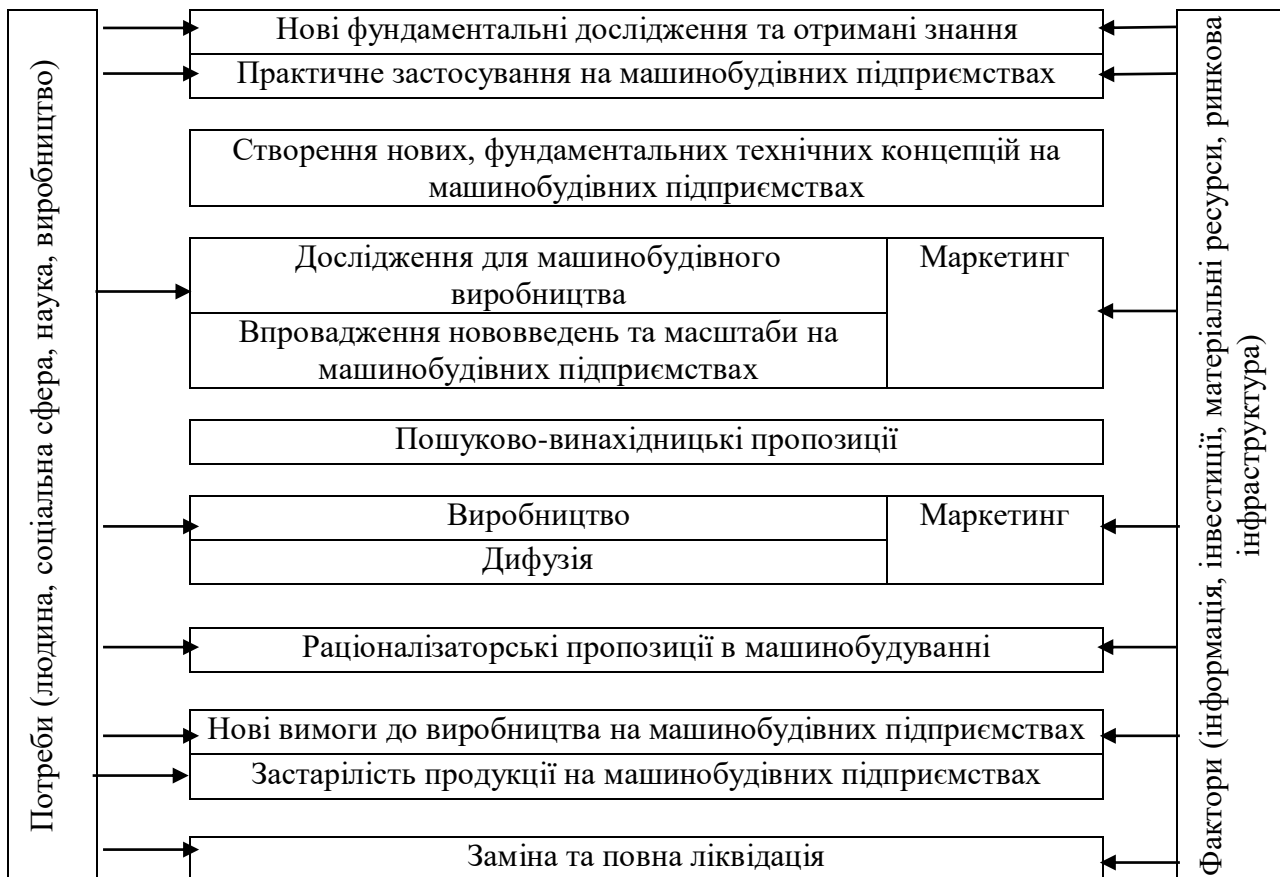 Потреби (людина, соціальна сфера, наука, виробництво)
Нові фундаментальні дослідження та отримані знання
Практичне застосування на машинобудівних підприємствах
Створення нових, фундаментальних технічних концепцій на
машинобудівних підприємствах
Дослідження для машинобудівного
виробництва
Маркетинг
Впровадження нововведень та масштаби на
машинобудівних підприємствах
Пошуково-винахідницькі пропозиції
Виробництво
Маркетинг
Дифузія
Раціоналізаторські пропозиції в машинобудуванні
Нові вимоги до виробництва на машинобудівних підприємствах
Застарілість продукції на машинобудівних підприємствах
Заміна та повна ліквідація
Фактори (інформація, інвестиції, матеріальні ресурси, ринкова
інфраструктура)